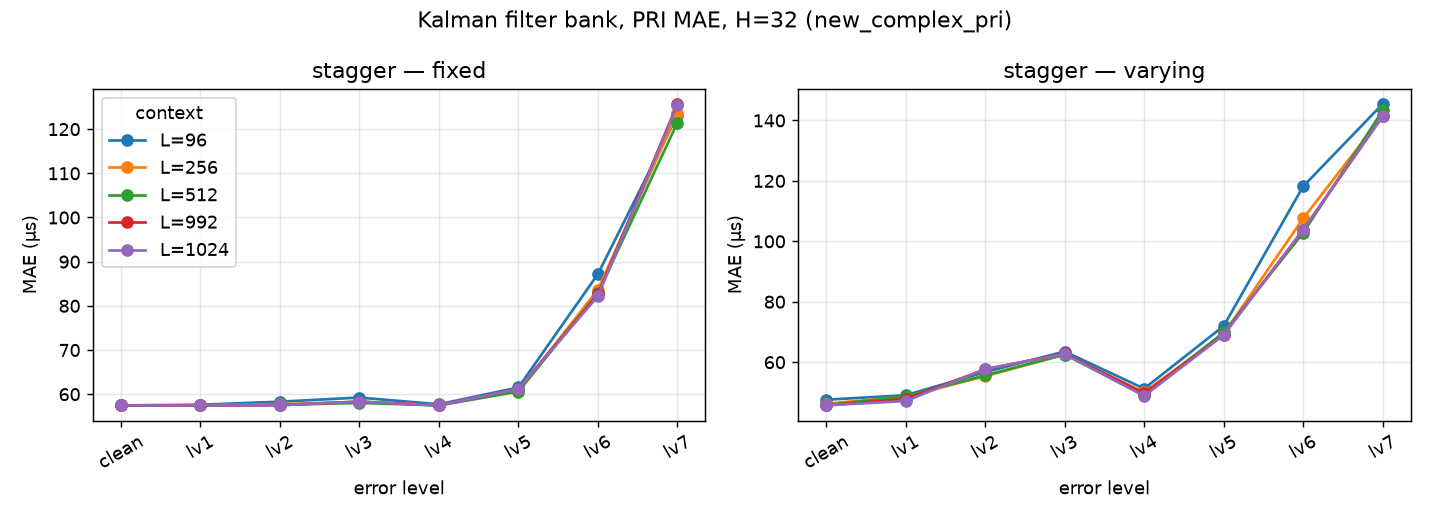 Kalman filter bank, PRI MAE, H=32 (new_complex_pri)
stagger — fixed
MAE (μs)
120
110
100
90
80
70
60
context
L=96
L=256
L=512
L=992
L=1024
clean
lv1
lv2
lv3
lv4
lv5
lv6
lv7
error level
stagger — varying
MAE (μs)
140
120
100
80
60
clean
lv1
lv2
lv3
lv4
lv5
lv6
lv7
error level